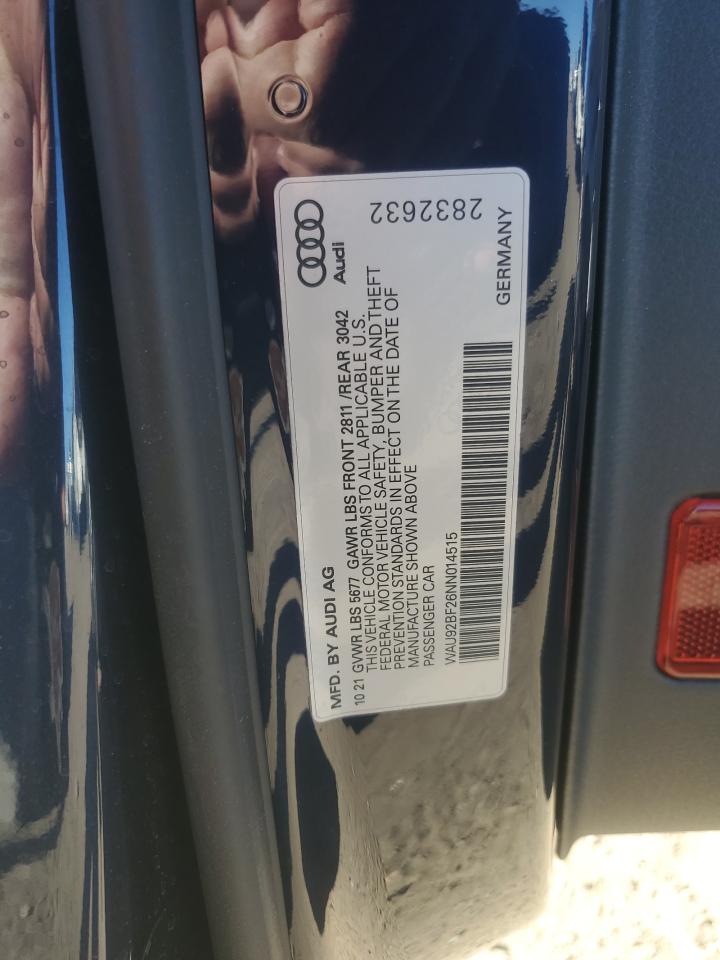 MFD. BY AUDI AG
Audi
10 21 GVWR LBS 5677 GAWR LBS FRONT 2811 /REAR 3042
THIS VEHICLE CONFORMS TO ALL APPLICABLE U.S.
FEDERAL MOTOR VEHICLE SAFETY, BUMPER AND THEFT
PREVENTION STANDARDS IN EFFECT ON THE DATE OF
MANUFACTURE SHOWN ABOVE
PASSENGER CAR
WAU92BF26NN014515
GERMANY
2832632